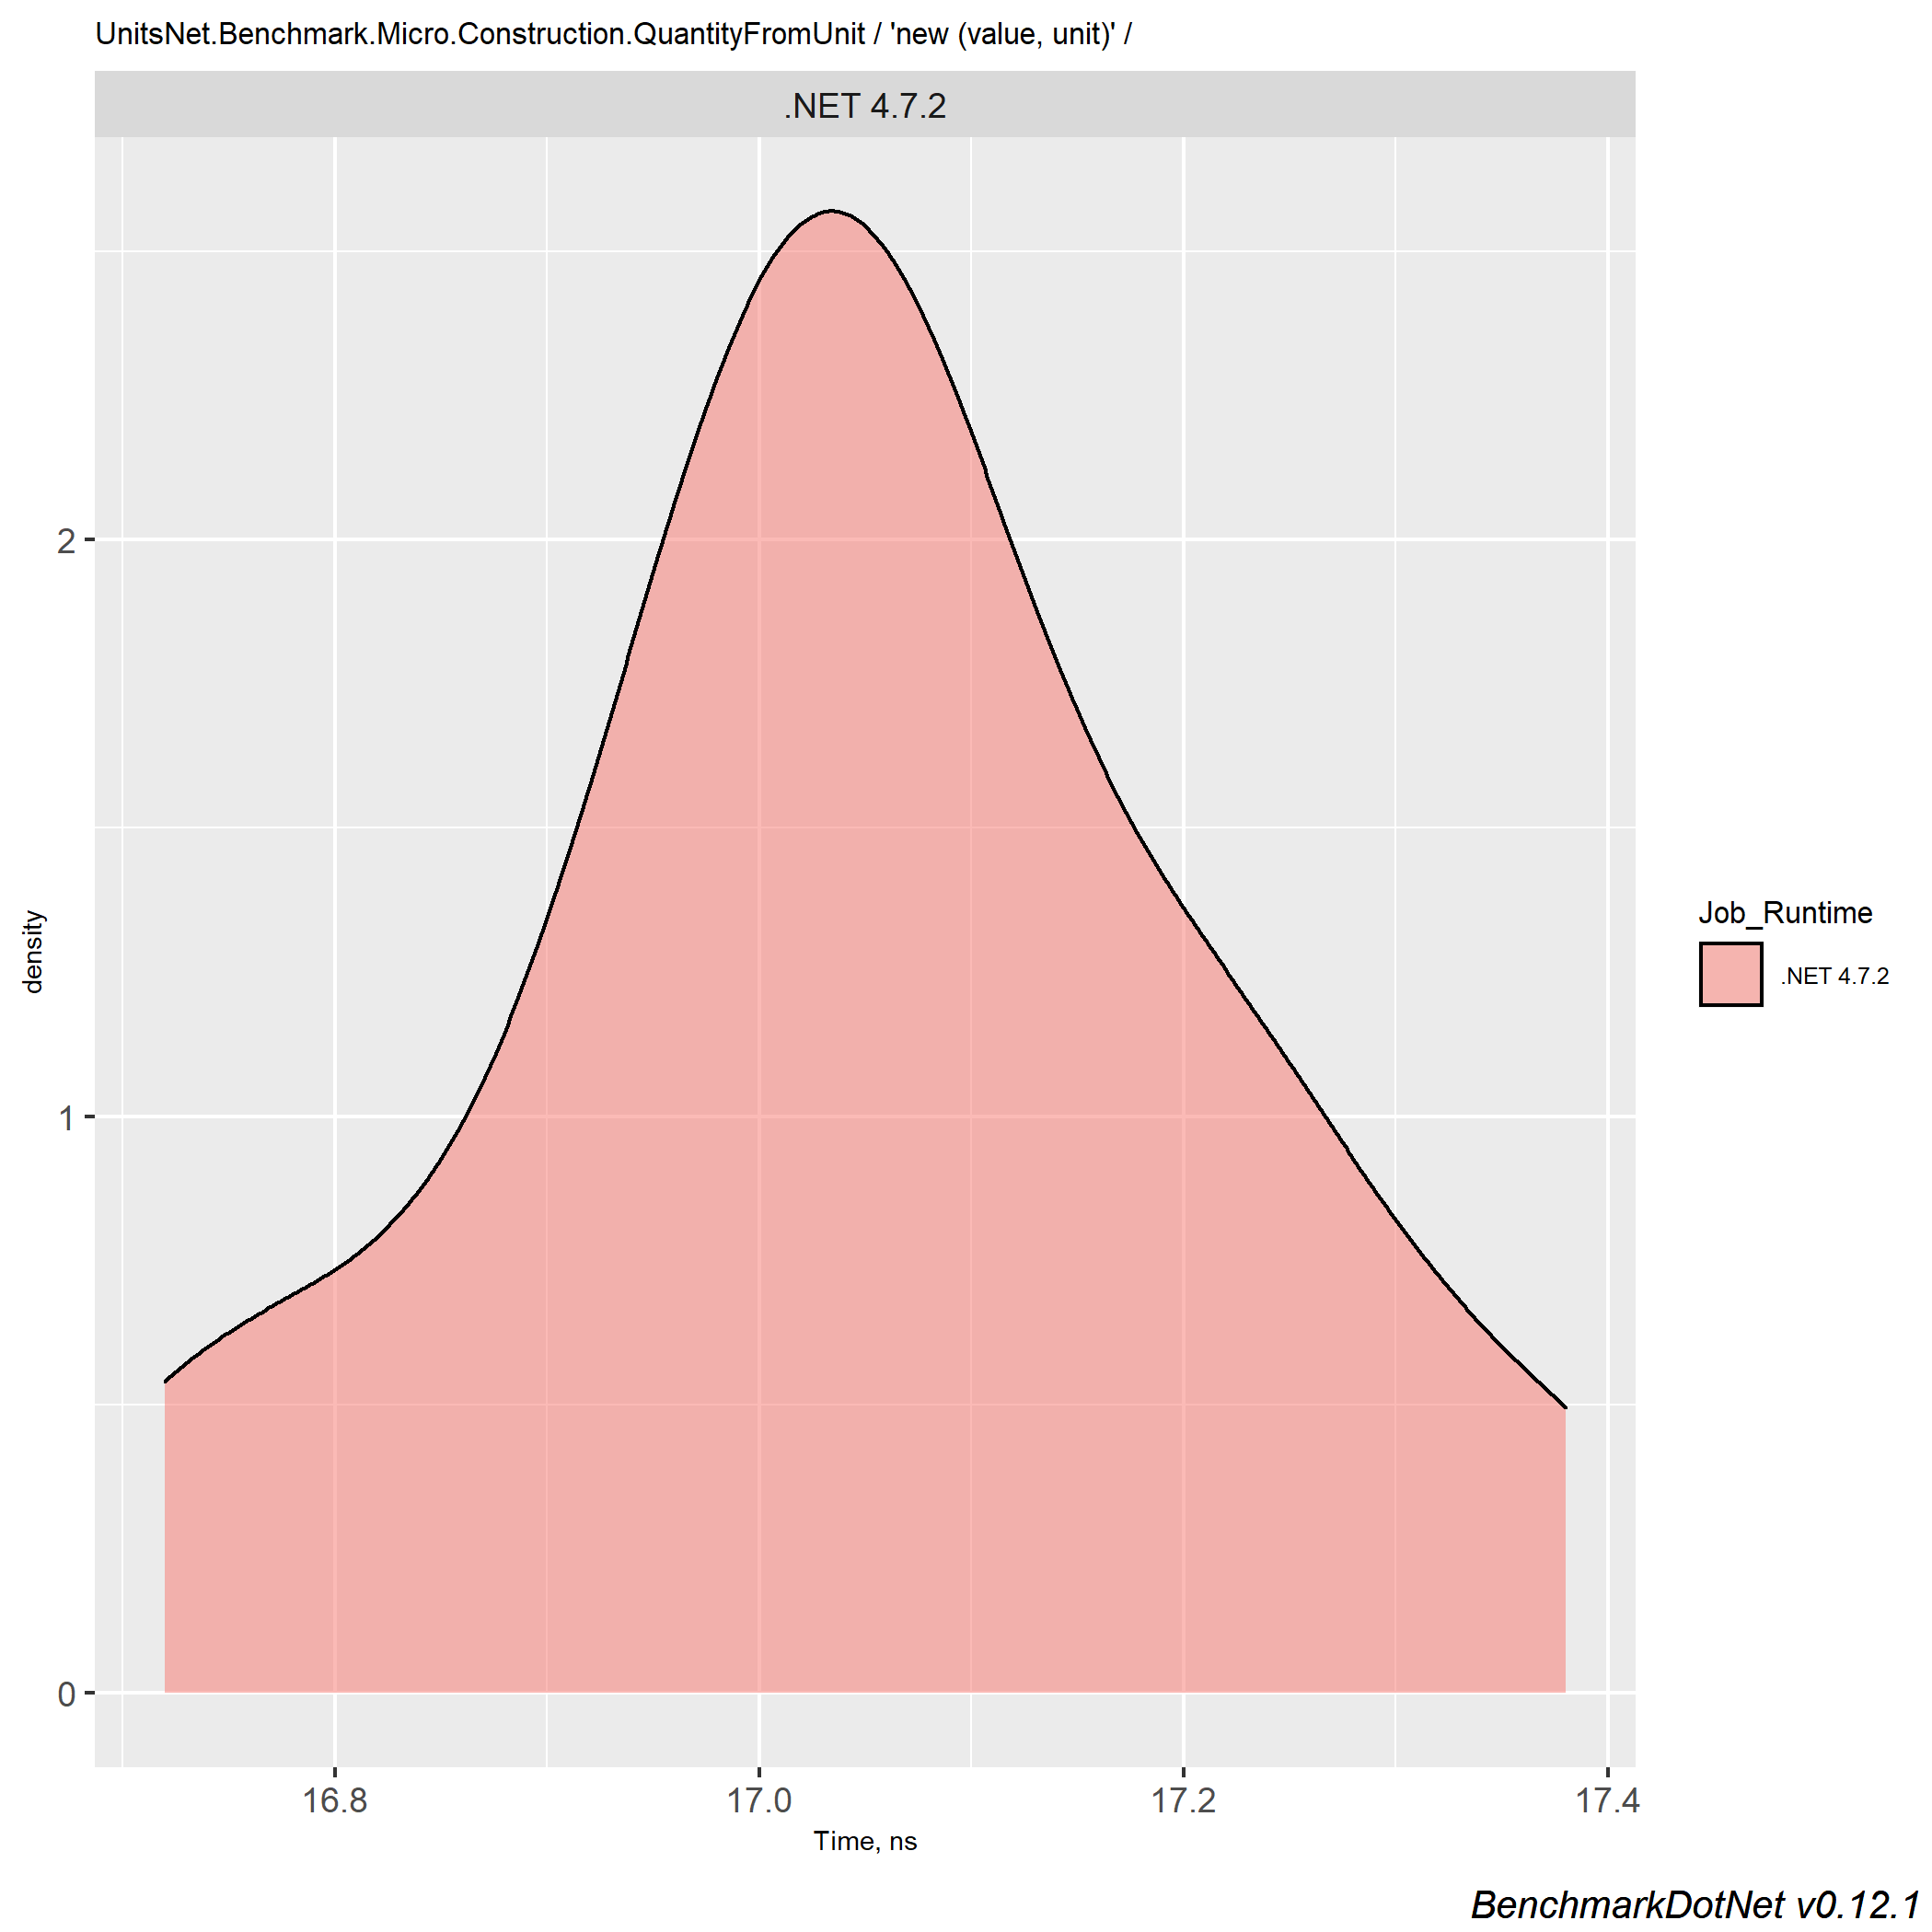 UnitsNet.Benchmark.Micro.Construction.QuantityFromUnit / 'new (value, unit)' /
.NET 4.7.2
density
2
1
0
16.8 17.0 17.2 17.4
Time, ns
Job_Runtime
.NET 4.7.2
BenchmarkDotNet v0.12.1